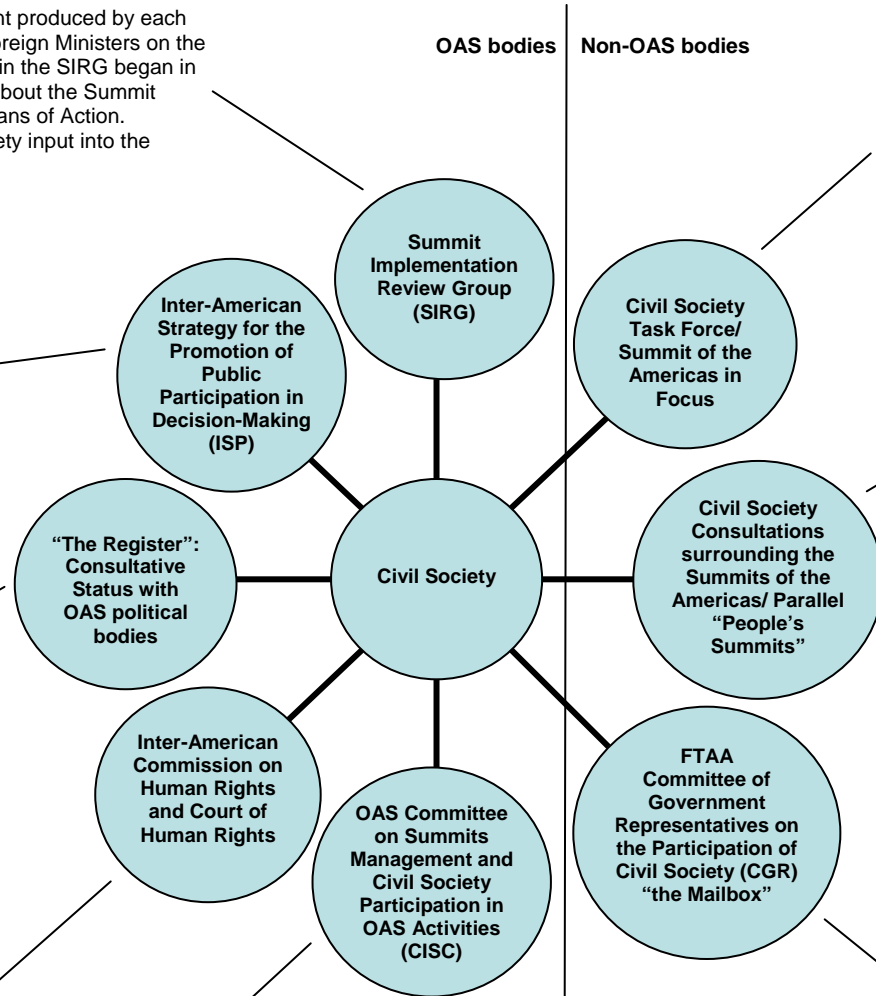 nt produced by each
oreign Ministers on the
in the SIRG began in
bout the Summit
ans of Action.
ety input into the
OAS bodies
Non-OAS bodies
Summit
Implementation
Review Group
(SIRG)
Inter-American
Strategy for the
Promotion of
Public
Participation in
Decision-Making
(ISP)
Civil Society
Task Force/
Summit of the
Americas in
Focus
“The Register”:
Consultative
Status with
OAS political
bodies
Civil Society
Civil Society
Consultations
surrounding the
Summits of the
Americas/ Parallel
“People’s
Summits”
Inter-American
Commission on
Human Rights
and Court of
Human Rights
OAS Committee
on Summits
Management and
Civil Society
Participation in
OAS Activities
(CISC)
FTAA
Committee of
Government
Representatives on
the Participation of
Civil Society (CGR)
“the Mailbox”